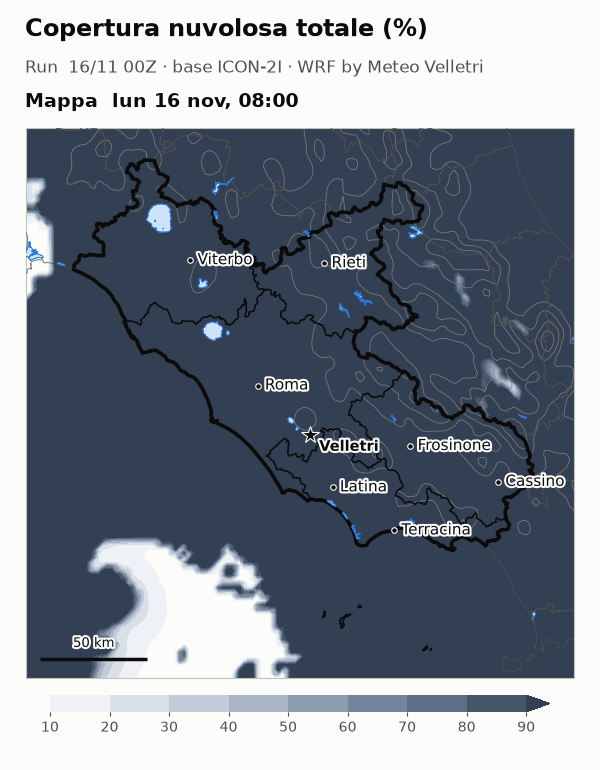 Copertura nuvolosa totale (%)
Run  16/11 00Z · base ICON-2I · WRF by Meteo Velletri
Mappa  lun 16 nov, 08:00
Viterbo
Rieti
Roma
Velletri
Frosinone
Cassino
Latina
Terracina
50 km
10 20 30 40 50 60 70 80 90